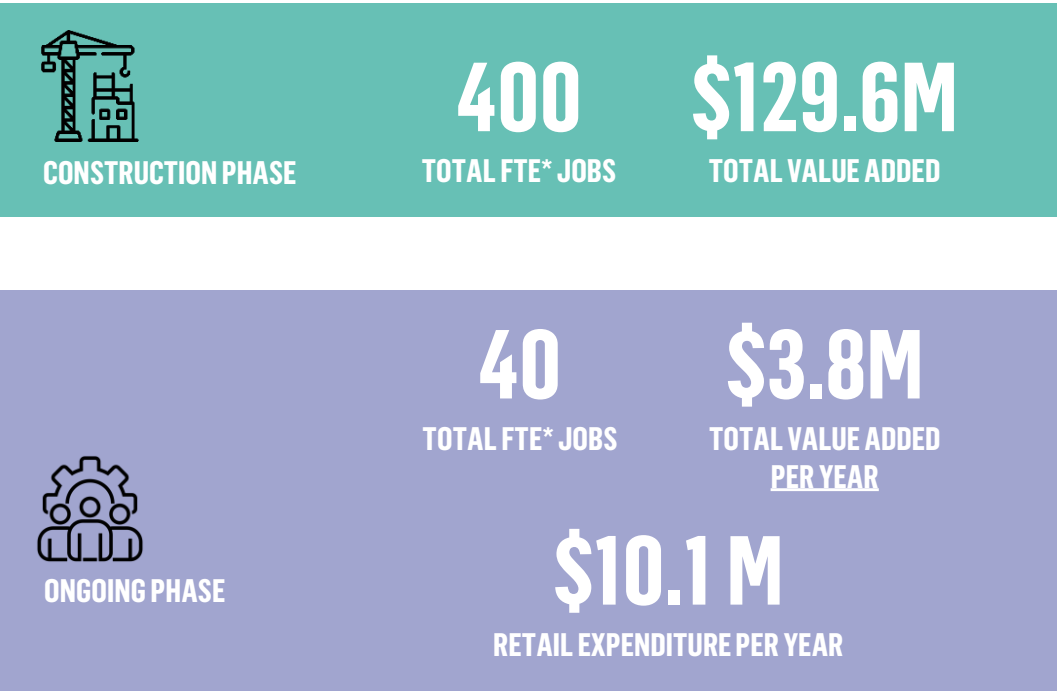 400
$129.6M
CONSTRUCTION PHASE
TOTAL FTE* JOBS
TOTAL VALUE ADDED
40
$3.8M
TOTAL FTE* JOBS
TOTAL VALUE ADDED
PER YEAR
$10.1 M
ONGOING PHASE
RETAIL EXPENDITURE PER YEAR